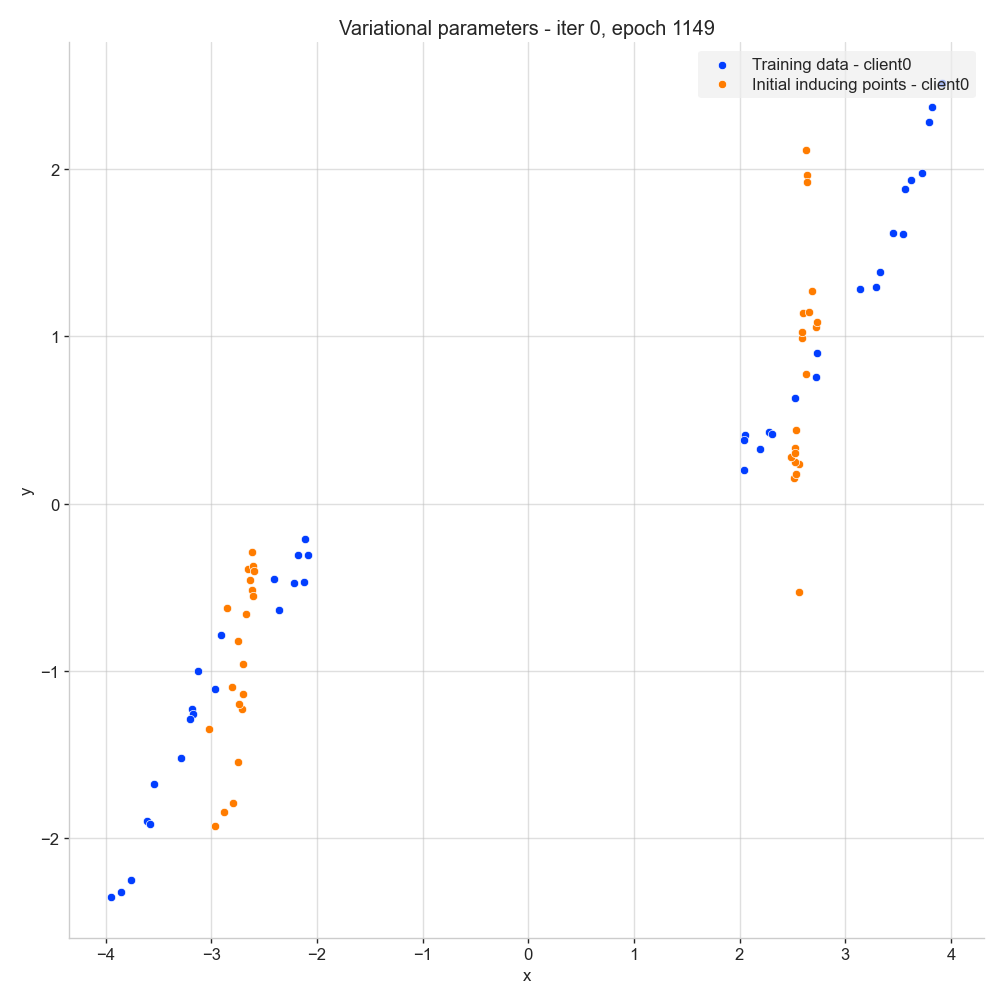 Variational parameters - iter 0, epoch 1149
Training data - client0
Initial inducing points - client0
2
1
0
−1
−2
y
−4
−3
−2
−1
0
1
2
3
4
x